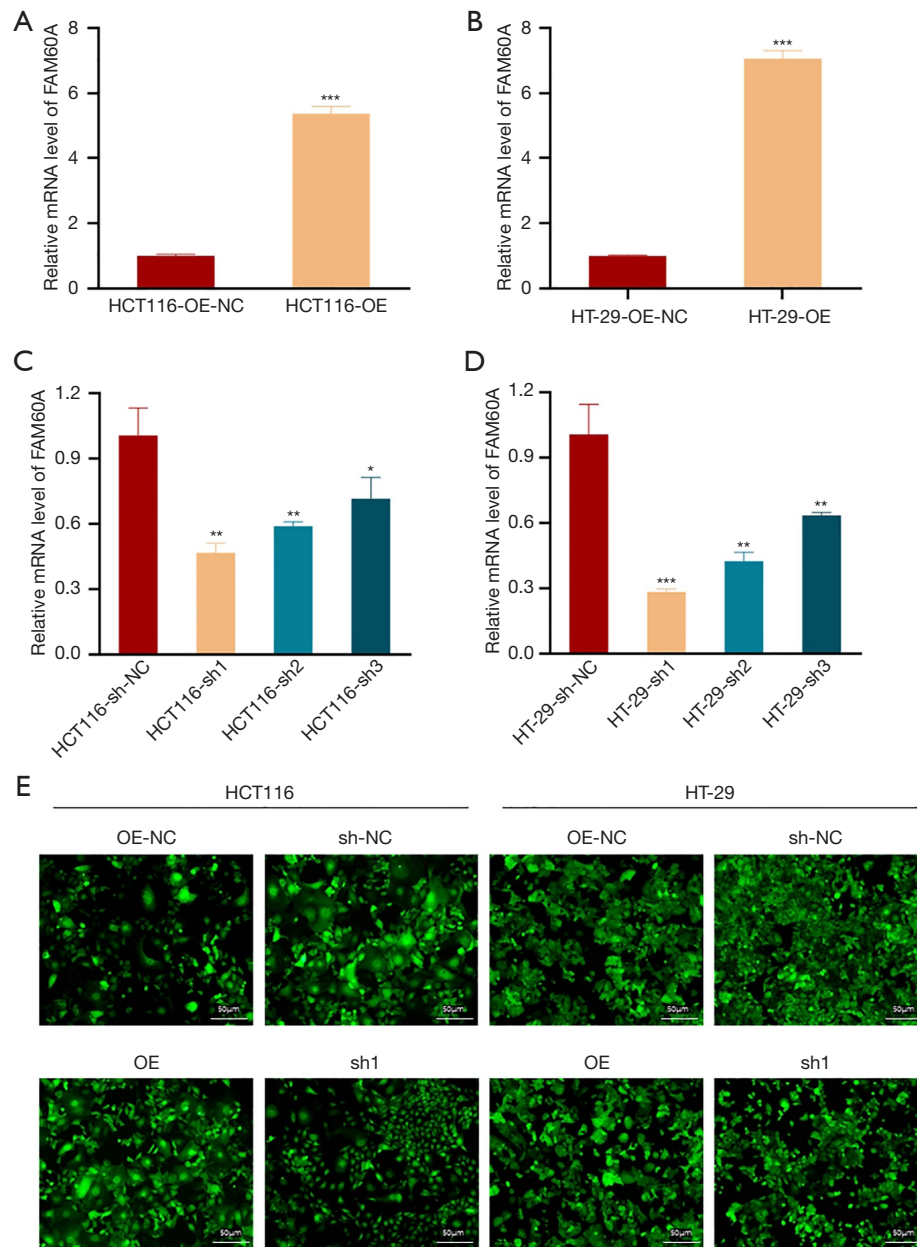 A
Relative mRNA level of FAM60A
8
6
4
2
0
***
HCT116-OE-NC
HCT116-OE
B
Relative mRNA level of FAM60A
8
6
4
2
0
***
HT-29-OE-NC
HT-29-OE
C
Relative mRNA level of FAM60A
1.2
0.9
0.6
0.3
0.0
**
**
*
HCT116-sh-NC
HCT116-sh1
HCT116-sh2
HCT116-sh3
D
Relative mRNA level of FAM60A
1.2
0.9
0.6
0.3
0.0
***
**
**
HT-29-sh-NC
HT-29-sh1
HT-29-sh2
HT-29-sh3
E
HCT116
HT-29
OE-NC
sh-NC
OE-NC
sh-NC
50μm
50μm
50μm
50μm
OE
sh1
OE
sh1
50μm
50μm
50μm
50μm